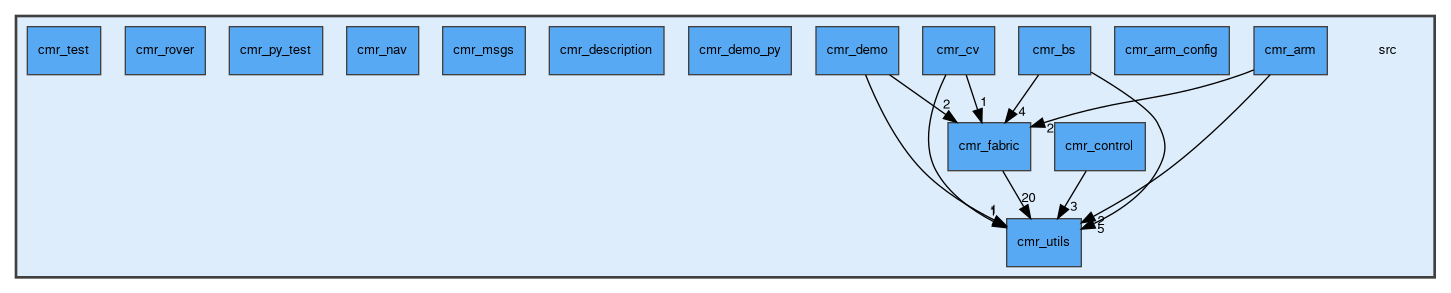 cmr_test
cmr_rover
cmr_py_test
cmr_nav
cmr_msgs
cmr_description
cmr_demo_py
cmr_demo
cmr_cv
cmr_bs
cmr_arm_config
cmr_arm
src
2
1
4
2
cmr_fabric
cmr_control
20
3
1
2
5
cmr_utils